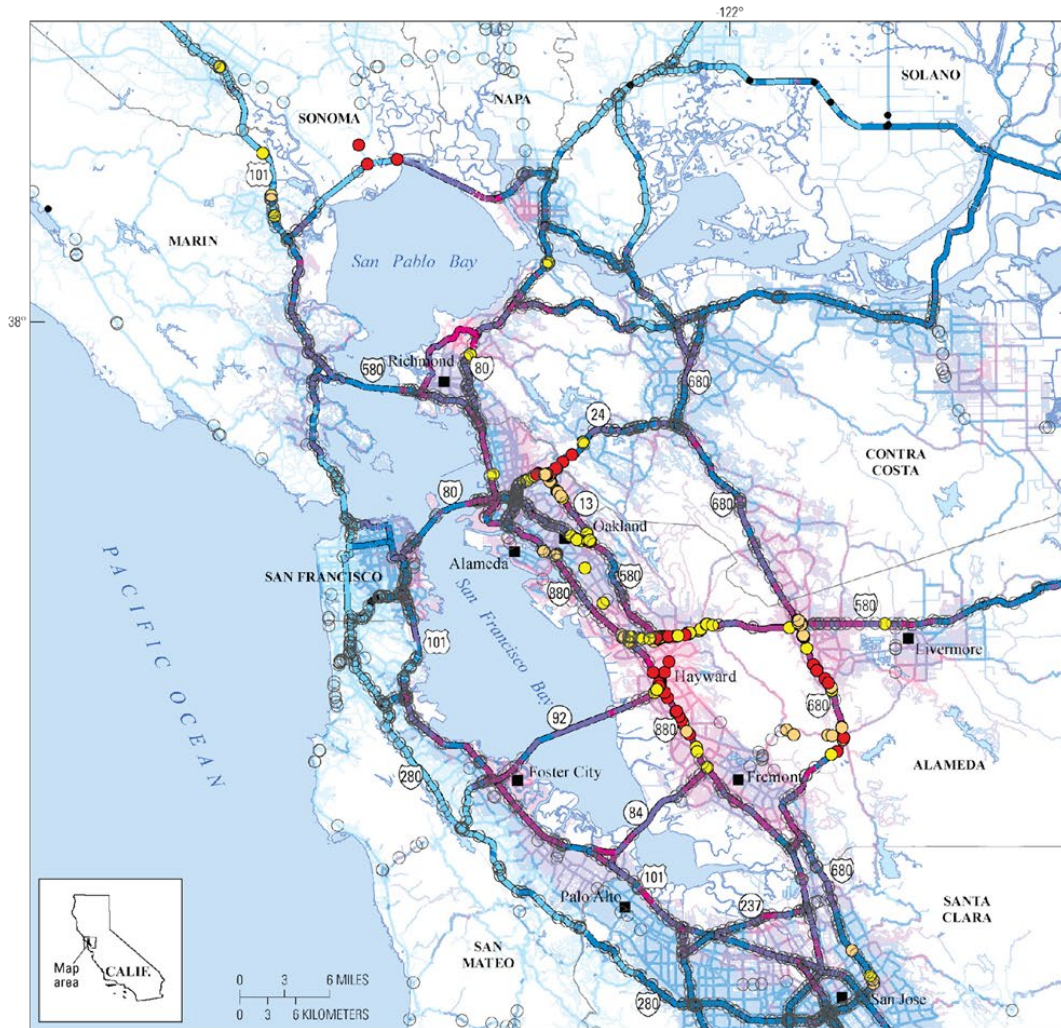 -122°
SOLANO
NAPA
SONOMA
101
MARIN
San Pablo Bay
38°
Richmond
580
80
680
24
CONTRA
COSTA
680
80
13
Oakland
Alameda
SAN FRANCISCO
580
880
580
Livermore
PACIFIC OCEAN
San Francisco Bay
101
Hayward
680
92
880
280
Foster City
Fremont
ALAMEDA
84
101
680
Palo Alto
237
SANTA
CLARA
SAN
MATEO
280
San Jose
Map
area
CALIF.
0 3 6 MILES
0 3 6 KILOMETERS